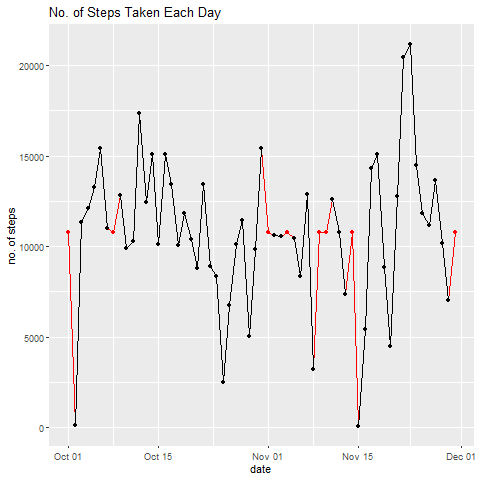 No. of Steps Taken Each Day
20000
15000
10000
5000
0
no. of steps
Oct 01 Oct 15 Nov 01 Nov 15 Dec 01
date